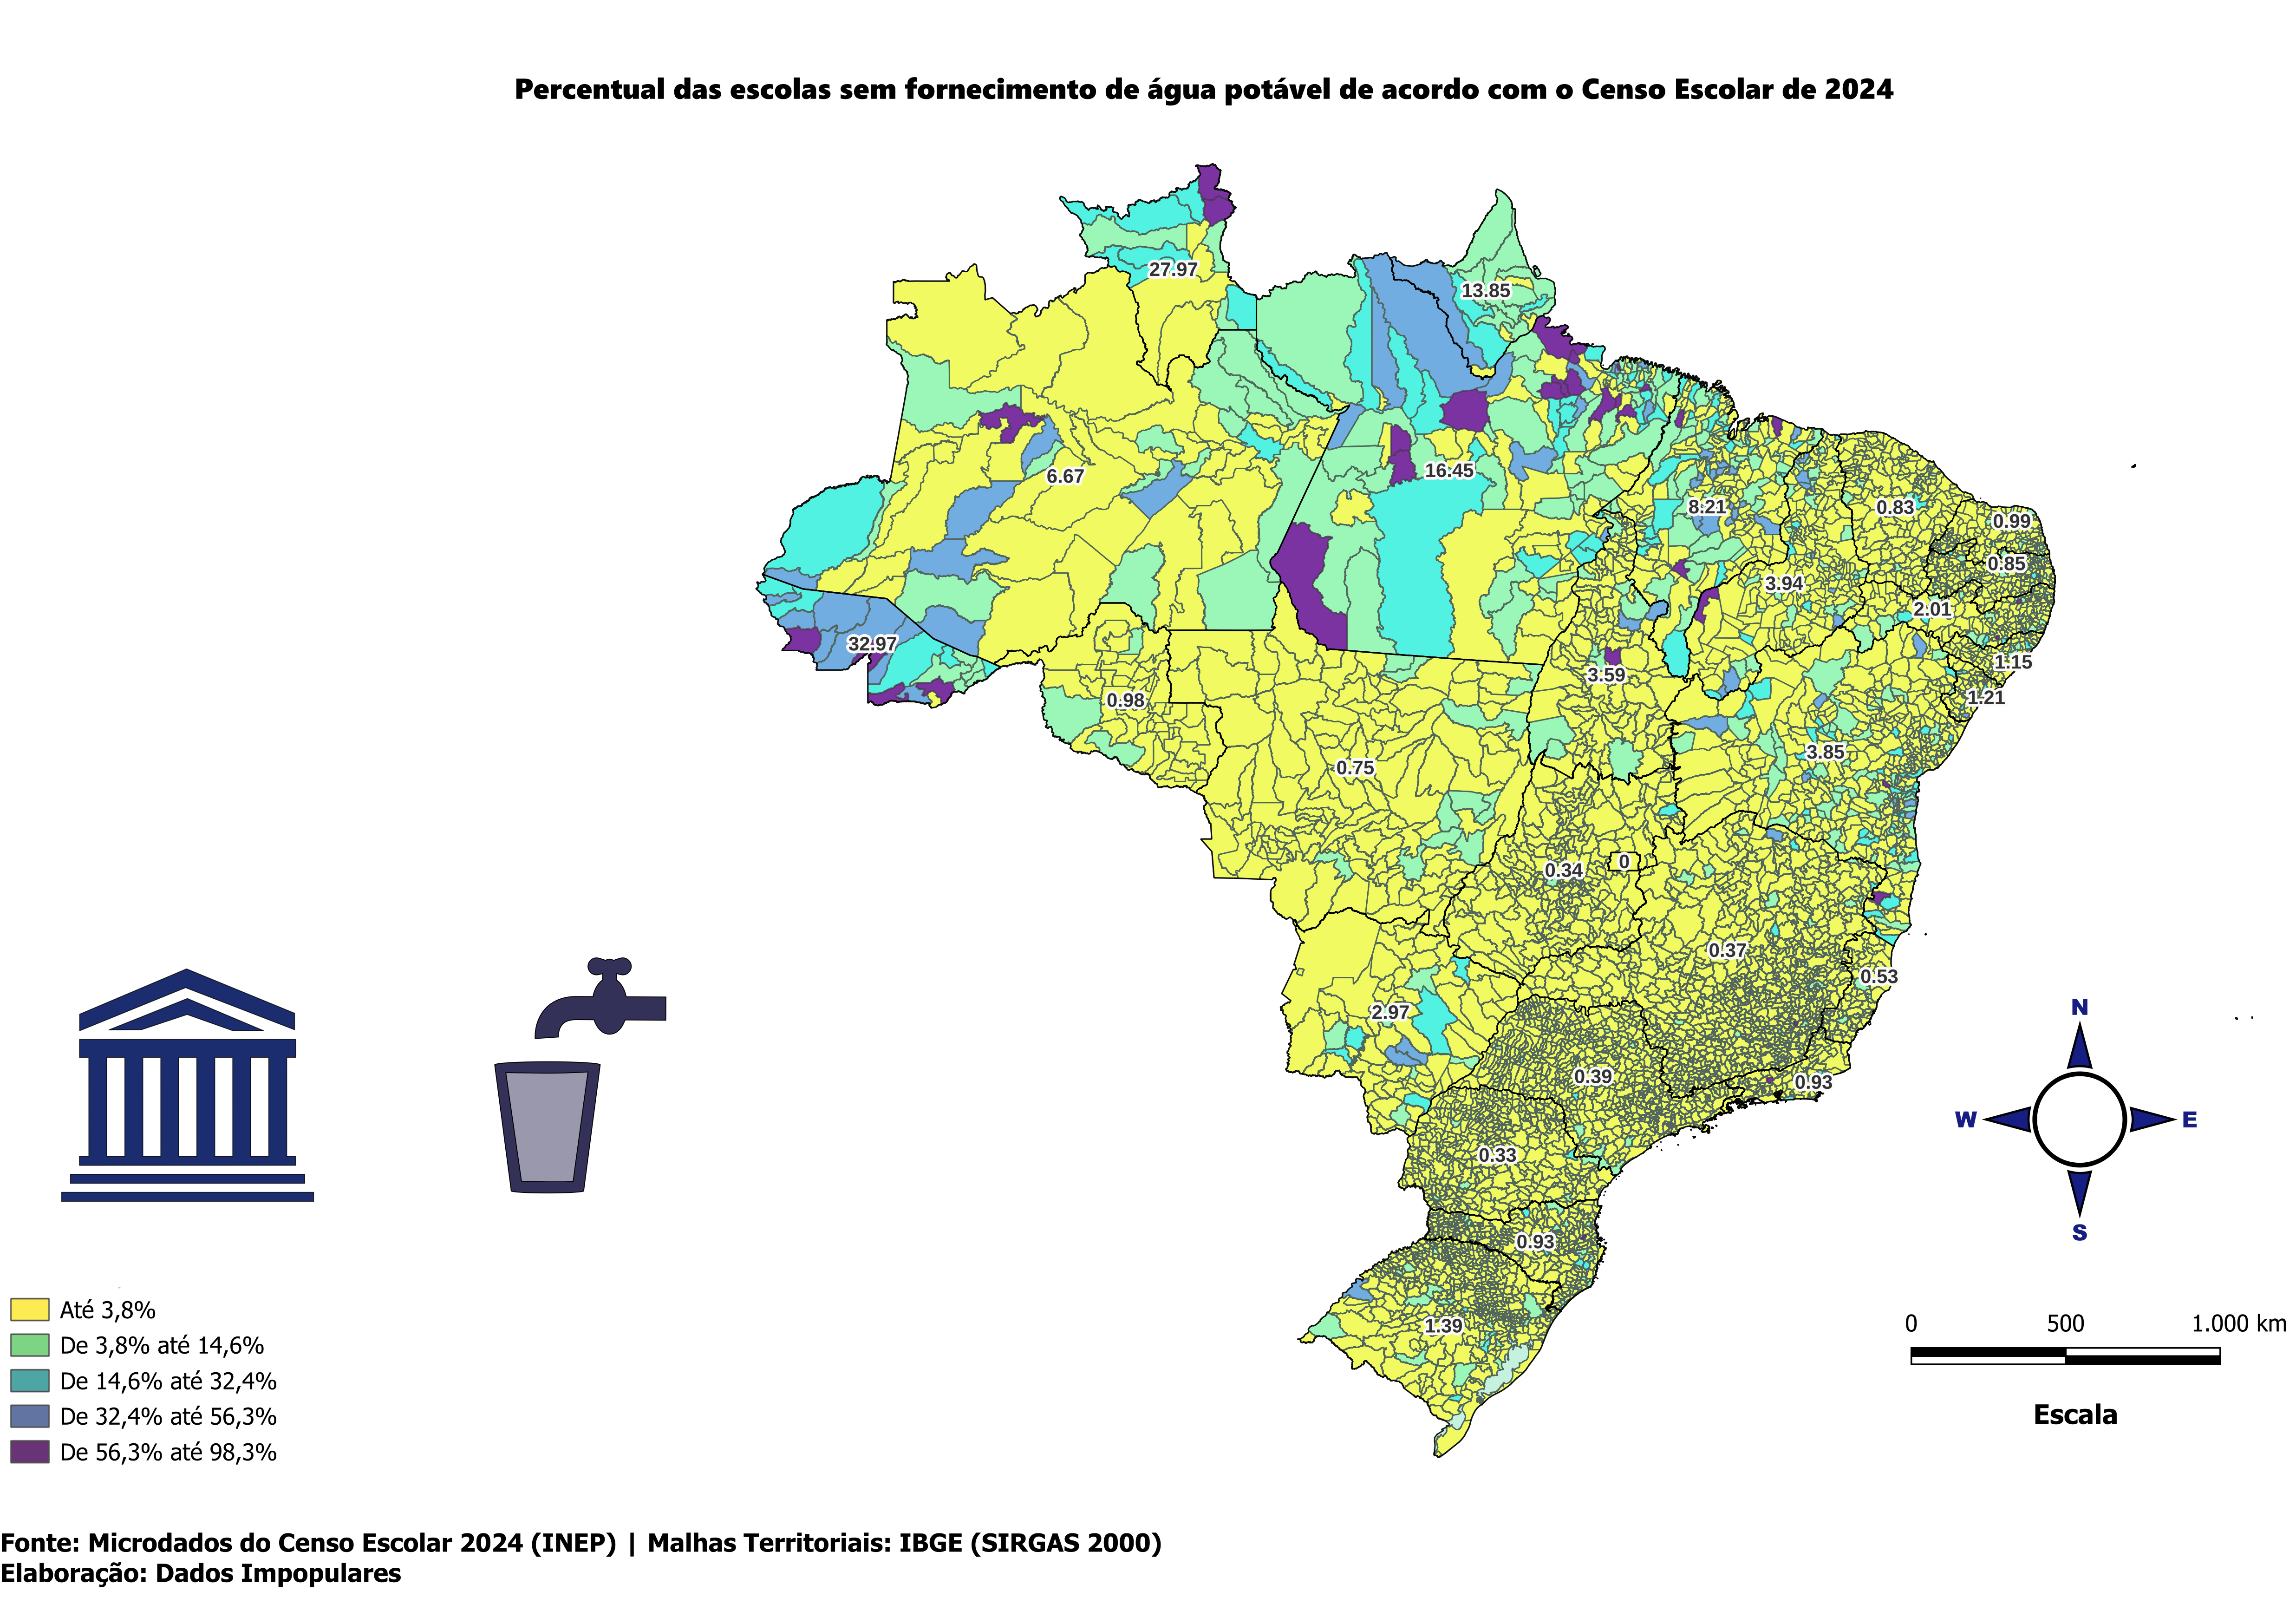 Percentual das escolas sem fornecimento de água potável de acordo com o Censo Escolar de 2024
27.97
13.85
6.67
16.45
8.21
0.83
0.99
0.85
3.94
2.01
32.97
3.59
1.15
1.21
0.98
3.85
0.75
0.34
0
0.37
0.53
2.97
0.39
0.93
0.33
0.93
1.39
N
W
E
S
Até 3,8%
De 3,8% até 14,6%
De 14,6% até 32,4%
De 32,4% até 56,3%
De 56,3% até 98,3%
0 500 1.000 km
Escala
Fonte: Microdados do Censo Escolar 2024 (INEP) | Malhas Territoriais: IBGE (SIRGAS 2000)
Elaboração: Dados Impopulares